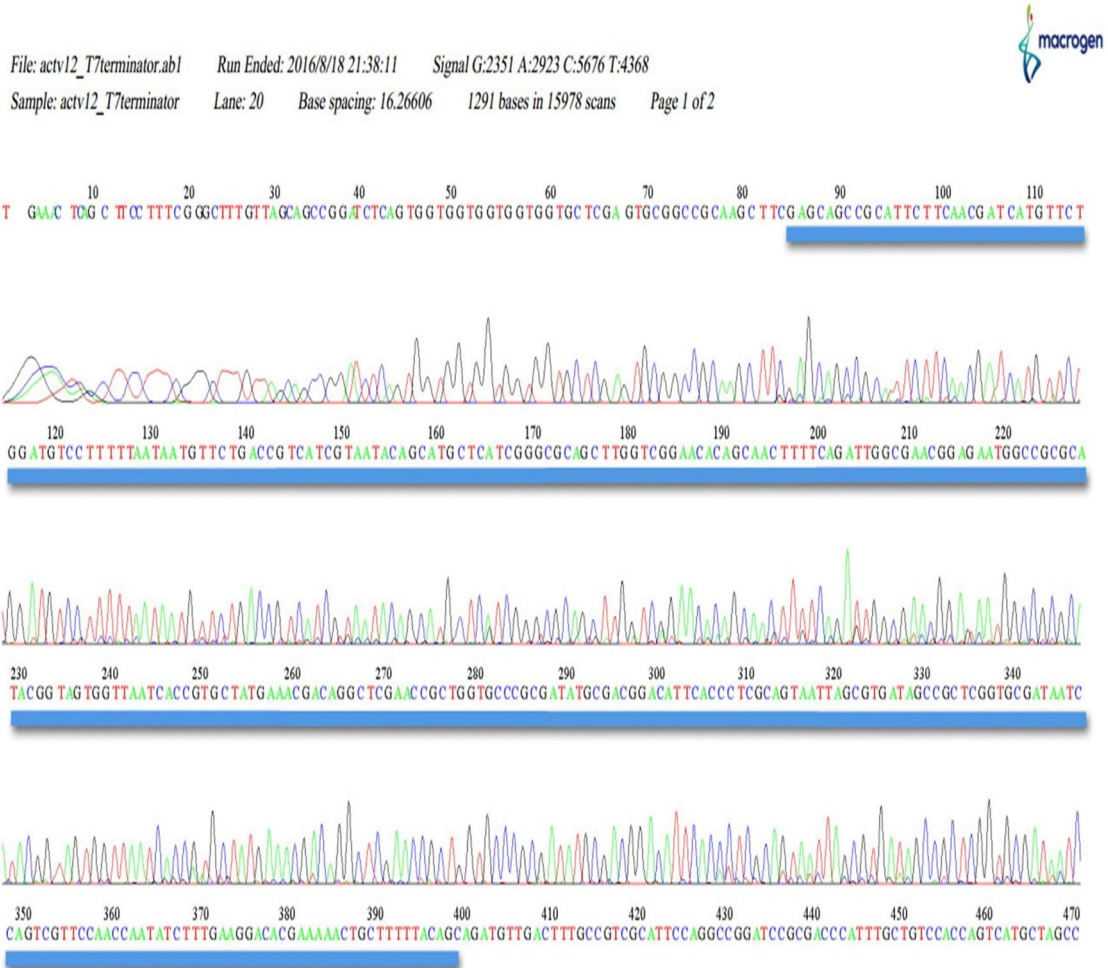 macrogen
File: actv12_T7terminator.ab1 Run Ended: 2016/8/18 21:38:11 Signal G:2351 A:2923 C:5676 T:4368
Sample: actv12_T7terminator Lane: 20 Base spacing: 16.26606 1291 bases in 15978 scans Page 1 of 2
10 20 30 40 50 60 70 80 90 100 110
T GAAAC TCAGC TTCC TTTCGGGCTTTGTTAGCAGCCGGATCTCAGTGGTGGTGGTGGTGGTGCTCGA GTGCGGCCGCAAGCTTCGAGCAGCCGCATTCTTCAACGATCATGTTCT
120 130 140 150 160 170 180 190 200 210 220
GGATGTCCTTTTTAATAATGTTCTGACCGTCATCGTAATACAGCATGCTCATCGGGCGCAGCTTGGTCGGAACACAGCAACTTTTCAGATTGGCGAACGGAGAATGGCCGCGCA
230 240 250 260 270 280 290 300 310 320 330 340
TACGGTAGTGGTTAATCACCGTGCTATGAAACGACAGGCTCGAACCGCTGGTGCCCGCGATATGCGACGGACATTCACCCTCGCAGTAATTAGCGTGATAGCCGCTCGGTGCGATAATC
350 360 370 380 390 400 410 420 430 440 450 460 470
CAGTCGTTCCAACCAATATCTTTGAAGGACACGAAAAACTGCTTTTTACAGCAGATGTTGACTTTGCCGTCGCATTCCAGGCCGGATCCGCGACCCATTTGCTGTCCACCAGTCATGCTAGCC